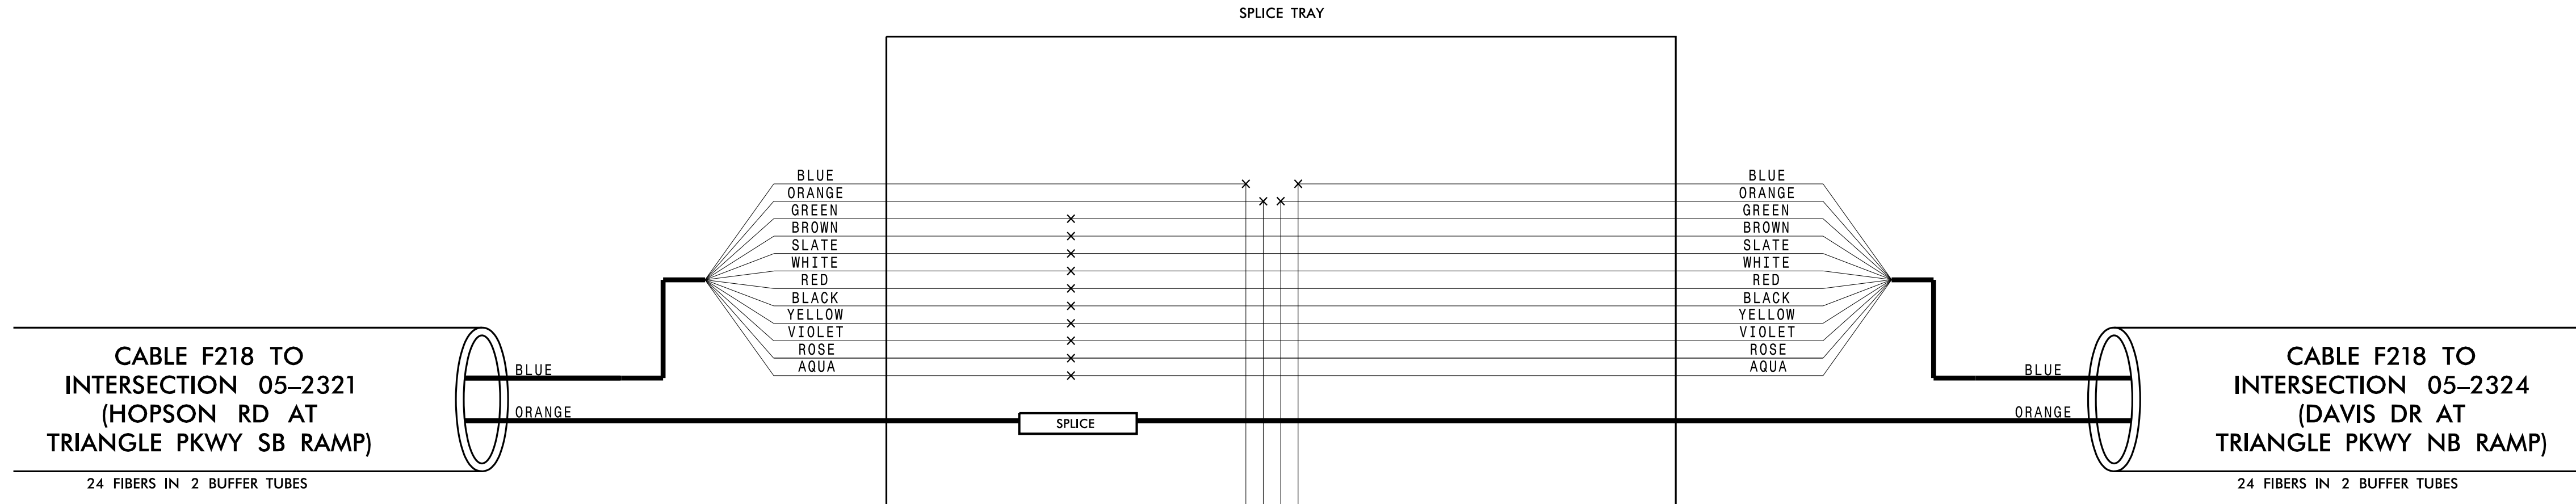 SPLICE TRAY
BLUE
ORANGE
GREEN
BROWN
SLATE
WHITE
RED
BLACK
YELLOW
VIOLET
ROSE
AQUA
BLUE
ORANGE
GREEN
BROWN
SLATE
WHITE
RED
BLACK
YELLOW
VIOLET
ROSE
AQUA
CABLE F218 TO
INTERSECTION 05–2321
(HOPSON RD AT
TRIANGLE PKWY SB RAMP)
24 FIBERS IN 2 BUFFER TUBES
BLUE
ORANGE
SPLICE
BLUE
ORANGE
CABLE F218 TO
INTERSECTION 05–2324
(DAVIS DR AT
TRIANGLE PKWY NB RAMP)
24 FIBERS IN 2 BUFFER TUBES